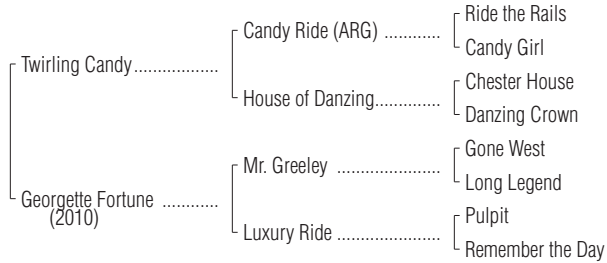 Ride the Rails
Candy Ride (ARG) ............
Candy Girl
Twirling Candy..................
Chester House
House of Danzing..............
Danzing Crown
Gone West
Mr. Greeley ......................
Long Legend
Georgette Fortune ............
(2010)
Pulpit
Luxury Ride ......................
Remember the Day